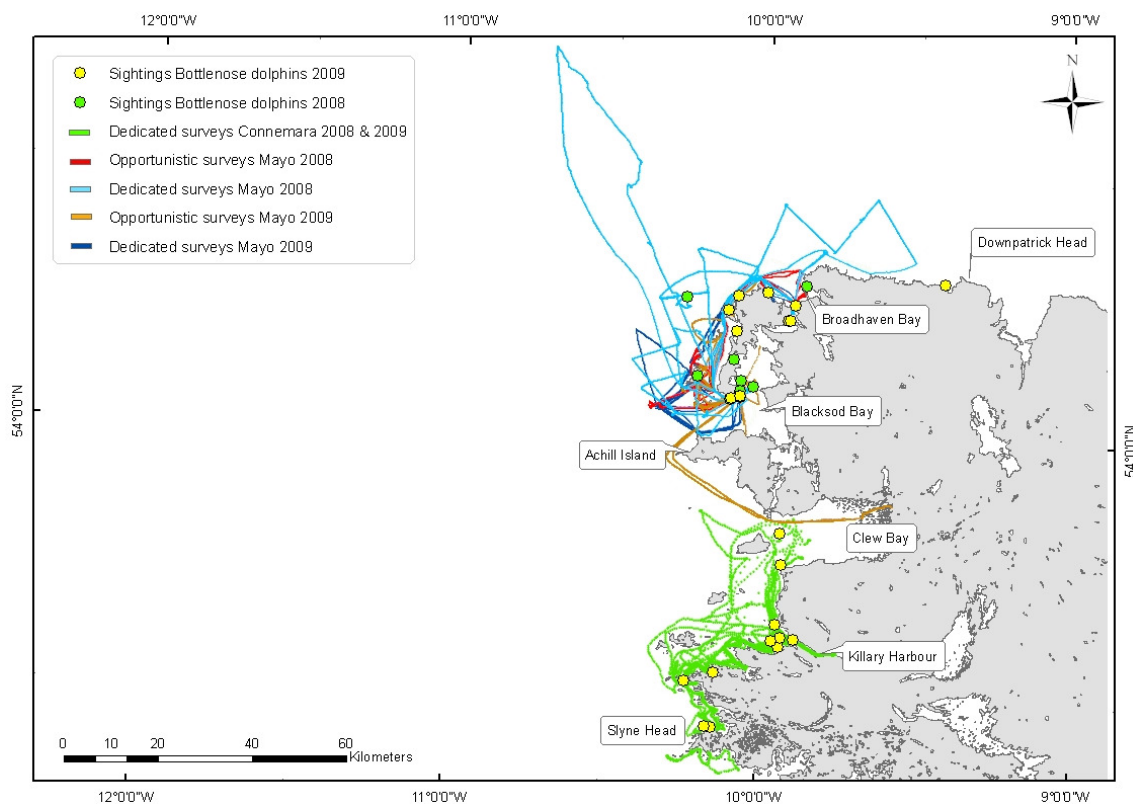 12°0'0"W 11°0'0"W 10°0'0"W 9°0'0"W
Sightings Bottlenose dolphins 2009
Sightings Bottlenose dolphins 2008
Dedicated surveys Connemara 2008 & 2009
Opportunistic surveys Mayo 2008
Dedicated surveys Mayo 2008
Opportunistic surveys Mayo 2009
Dedicated surveys Mayo 2009
N
Downpatrick Head
Broadhaven Bay
54°0'0"N
Blacksod Bay
Achill Island
54°0'0"N
Clew Bay
Killary Harbour
Slyne Head
0 10 20 40 60
Kilometers
12°0'0"W 11°0'0"W 10°0'0"W 9°0'0"W